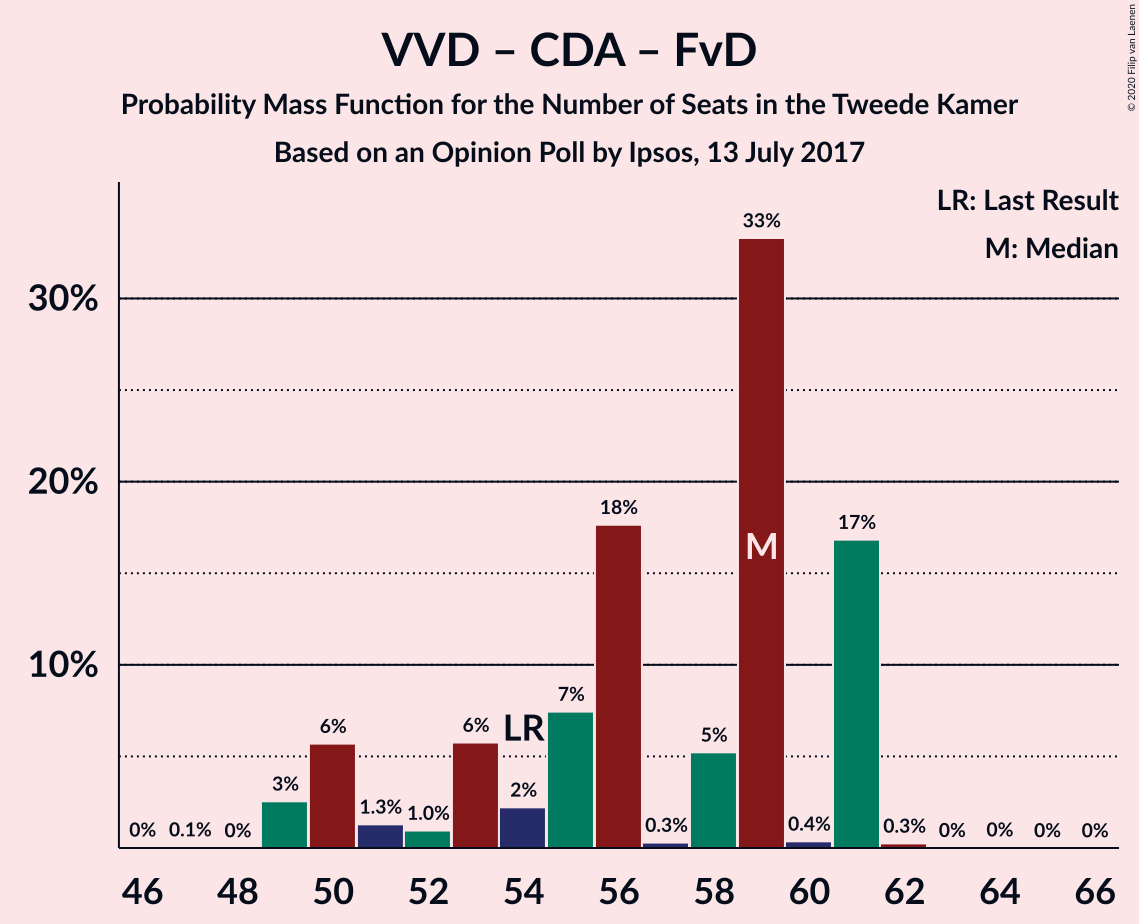 VVD – CDA – FvD
Probability Mass Function for the Number of Seats in the Tweede Kamer
Based on an Opinion Poll by Ipsos, 13 July 2017
© 2020 Filip van Laenen
LR: Last Result
M: Median
33%
30%
20%
18%
17%
M
10%
7%
6%
6%
LR
5%
3%
2%
1.3%
1.0%
0%
0.1%
0%
0.3%
0.4%
0.3%
0%
0%
0%
0%
46 48 50 52 54 56 58 60 62 64 66